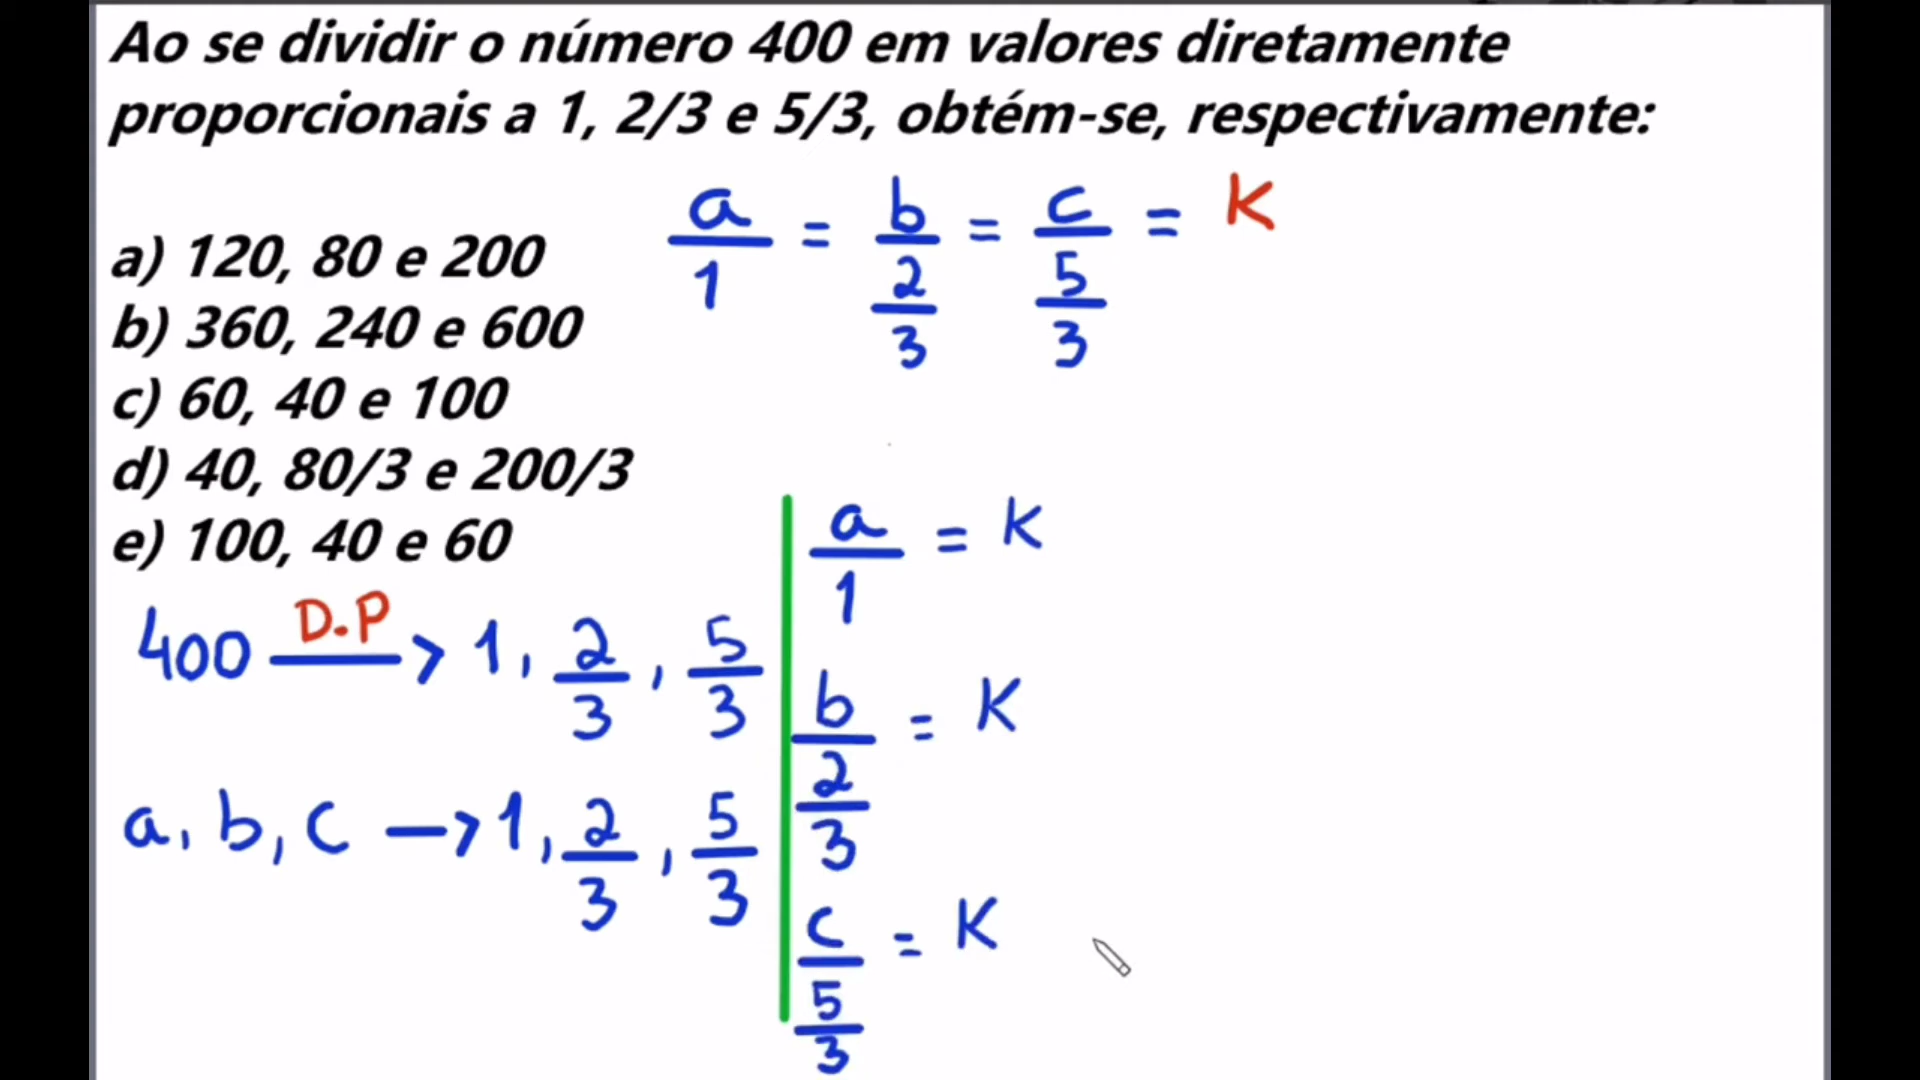 Ao se dividir o número 400 em valores diretamente
proporcionais a 1, 2/3 e 5/3, obtém-se, respectivamente:
a/1 = b/(2/3) = c/(5/3) = K
a) 120, 80 e 200
b) 360, 240 e 600
c) 60, 40 e 100
d) 40, 80/3 e 200/3
e) 100, 40 e 60
400 —D.P—> 1, 2/3, 5/3
a, b, c —> 1, 2/3, 5/3
a/1 = K
b/(2/3) = K
c/(5/3) = K